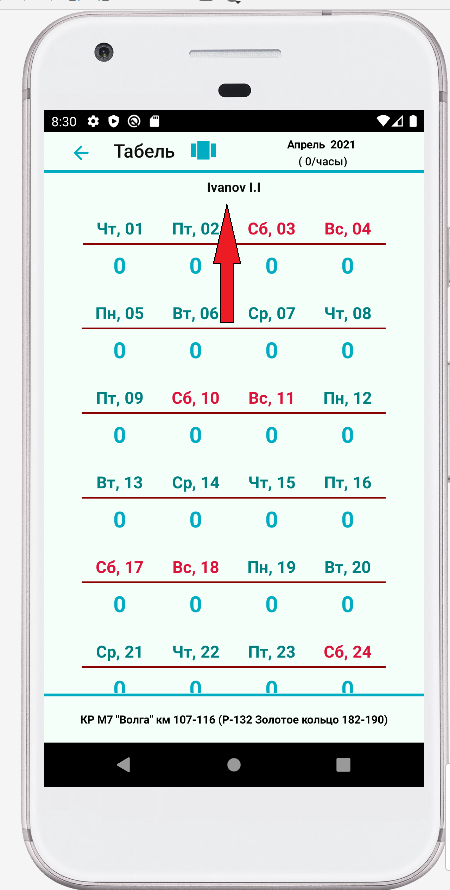 8:30
Табель
Апрель 2021
( 0/часы)
Ivanov I.I
Чт, 01 Пт, 02 Сб, 03 Вс, 04
0 0 0 0
Пн, 05 Вт, 06 Ср, 07 Чт, 08
0 0 0 0
Пт, 09 Сб, 10 Вс, 11 Пн, 12
0 0 0 0
Вт, 13 Ср, 14 Чт, 15 Пт, 16
0 0 0 0
Сб, 17 Вс, 18 Пн, 19 Вт, 20
0 0 0 0
Ср, 21 Чт, 22 Пт, 23 Сб, 24
0 0 0 0
КР М7 "Волга" км 107-116 (Р-132 Золотое кольцо 182-190)